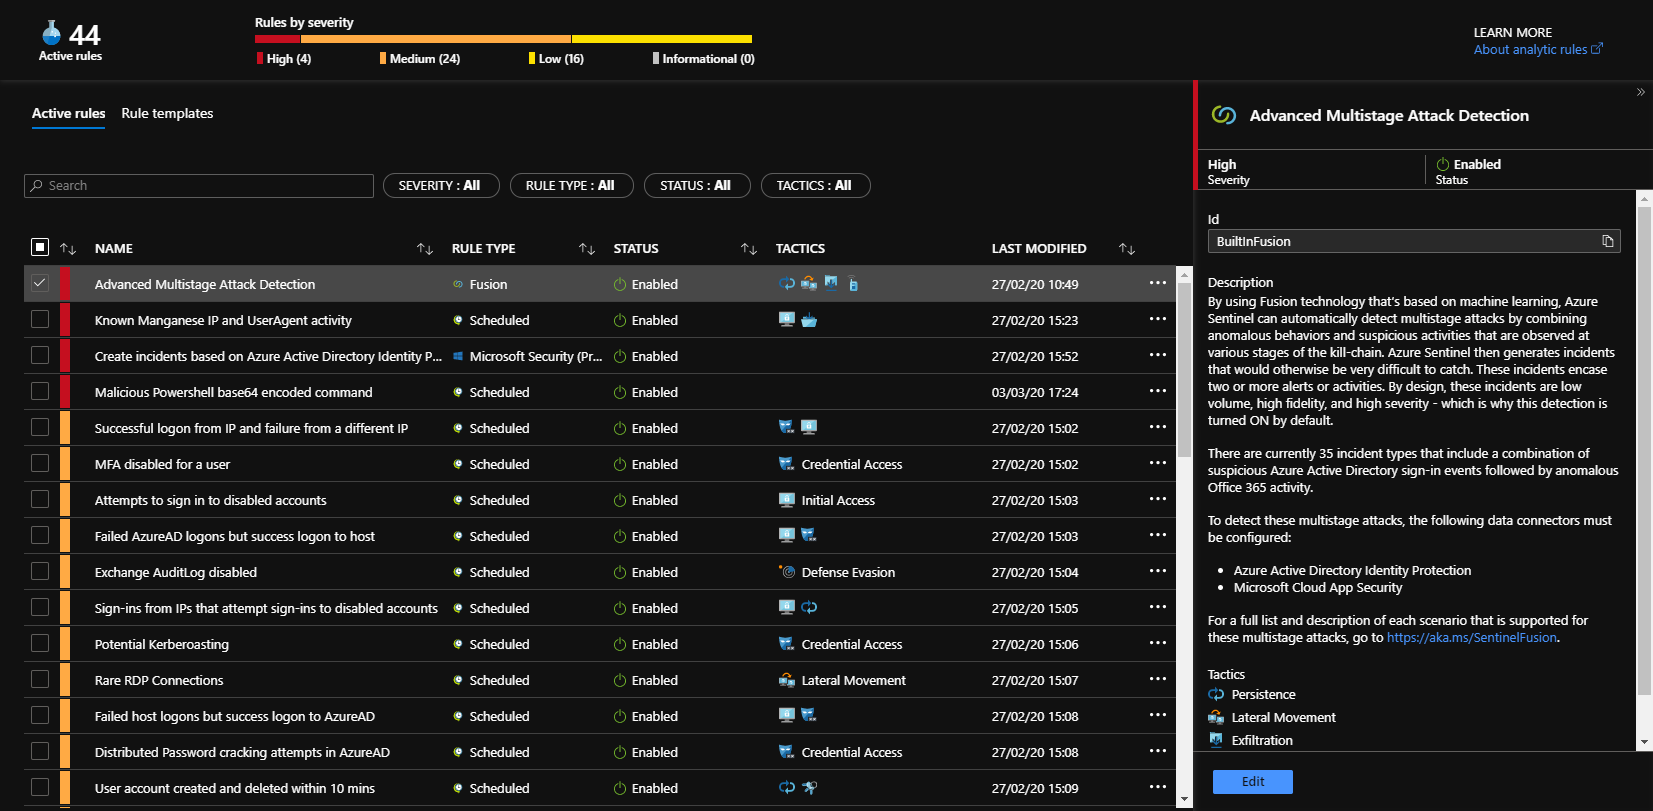 44
Active rules
Rules by severity
High (4)
Medium (24)
Low (16)
Informational (0)
LEARN MORE
About analytic rules
Active rules
Rule templates
Search
SEVERITY : All
RULE TYPE : All
STATUS : All
TACTICS : All
NAME RULE TYPE STATUS TACTICS LAST MODIFIED
Advanced Multistage Attack Detection Fusion Enabled 27/02/20 10:49 ...
Known Manganese IP and UserAgent activity Scheduled Enabled 27/02/20 15:23 ...
Create incidents based on Azure Active Directory Identity P... Microsoft Security (Pr... Enabled 27/02/20 15:52 ...
Malicious Powershell base64 encoded command Scheduled Enabled 03/03/20 17:24 ...
Successful logon from IP and failure from a different IP Scheduled Enabled 27/02/20 15:02 ...
MFA disabled for a user Scheduled Enabled Credential Access 27/02/20 15:02 ...
Attempts to sign in to disabled accounts Scheduled Enabled Initial Access 27/02/20 15:03 ...
Failed AzureAD logons but success logon to host Scheduled Enabled 27/02/20 15:03 ...
Exchange AuditLog disabled Scheduled Enabled Defense Evasion 27/02/20 15:04 ...
Sign-ins from IPs that attempt sign-ins to disabled accounts Scheduled Enabled 27/02/20 15:05 ...
Potential Kerberoasting Scheduled Enabled Credential Access 27/02/20 15:06 ...
Rare RDP Connections Scheduled Enabled Lateral Movement 27/02/20 15:07 ...
Failed host logons but success logon to AzureAD Scheduled Enabled 27/02/20 15:08 ...
Distributed Password cracking attempts in AzureAD Scheduled Enabled Credential Access 27/02/20 15:08 ...
User account created and deleted within 10 mins Scheduled Enabled 27/02/20 15:09 ...
Advanced Multistage Attack Detection
High
Severity
Enabled
Status
Id
BuiltInFusion
Description
By using Fusion technology that's based on machine learning, Azure
Sentinel can automatically detect multistage attacks by combining
anomalous behaviors and suspicious activities that are observed at
various stages of the kill-chain. Azure Sentinel then generates incidents
that would otherwise be very difficult to catch. These incidents encase
two or more alerts or activities. By design, these incidents are low
volume, high fidelity, and high severity - which is why this detection is
turned ON by default.
There are currently 35 incident types that include a combination of
suspicious Azure Active Directory sign-in events followed by anomalous
Office 365 activity.
To detect these multistage attacks, the following data connectors must
be configured:
• Azure Active Directory Identity Protection
• Microsoft Cloud App Security
For a full list and description of each scenario that is supported for
these multistage attacks, go to https://aka.ms/SentinelFusion.
Tactics
Persistence
Lateral Movement
Exfiltration
Edit